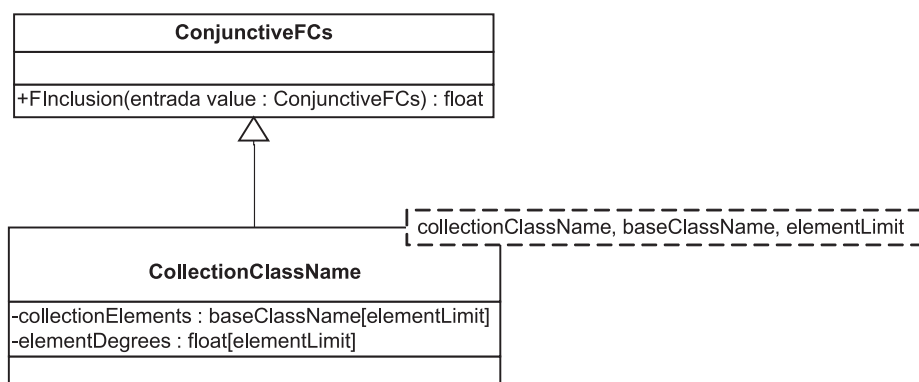 ConjunctiveFCs
+FInclusion(entrada value : ConjunctiveFCs) : float
collectionClassName, baseClassName, elementLimit
CollectionClassName
-collectionElements : baseClassName[elementLimit]
-elementDegrees : float[elementLimit]